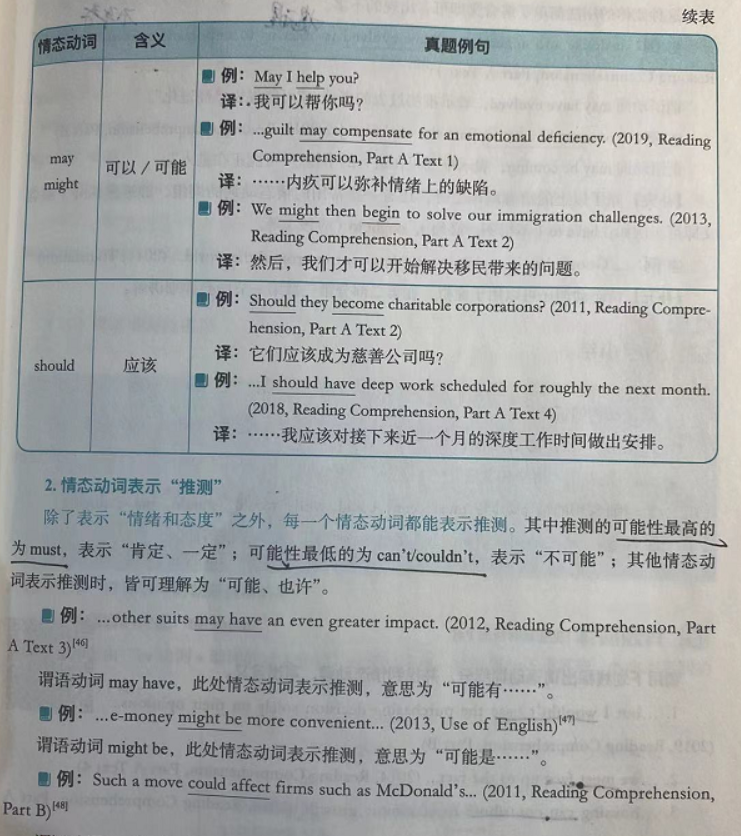 续表
情态动词 含义 真题例句
may
might
可以 / 可能
例：May I help you?
译：我可以帮你吗？
例：...guilt may compensate for an emotional deficiency. (2019, Reading
Comprehension, Part A Text 1)
译：……内疚可以弥补情绪上的缺陷。
例：We might then begin to solve our immigration challenges. (2013,
Reading Comprehension, Part A Text 2)
译：然后，我们才可以开始解决移民带来的问题。
should
应该
例：Should they become charitable corporations? (2011, Reading Compre-
hension, Part A Text 2)
译：它们应该成为慈善公司吗？
例：...I should have deep work scheduled for roughly the next month.
(2018, Reading Comprehension, Part A Text 4)
译：……我应该对接下来近一个月的深度工作时间做出安排。
2. 情态动词表示“推测”
除了表示“情绪和态度”之外，每一个情态动词都能表示推测。其中推测的可能性最高的
为 must，表示“肯定、一定”；可能性最低的为 can't/couldn't，表示“不可能”；其他情态动
词表示推测时，皆可理解为“可能、也许”。
例：...other suits may have an even greater impact. (2012, Reading Comprehension, Part
A Text 3)[46]
谓语动词 may have，此处情态动词表示推测，意思为“可能有……”。
例：...e-money might be more convenient... (2013, Use of English)[47]
谓语动词 might be，此处情态动词表示推测，意思为“可能是……”。
例：Such a move could affect firms such as McDonald's... (2011, Reading Comprehension,
Part B)[48]